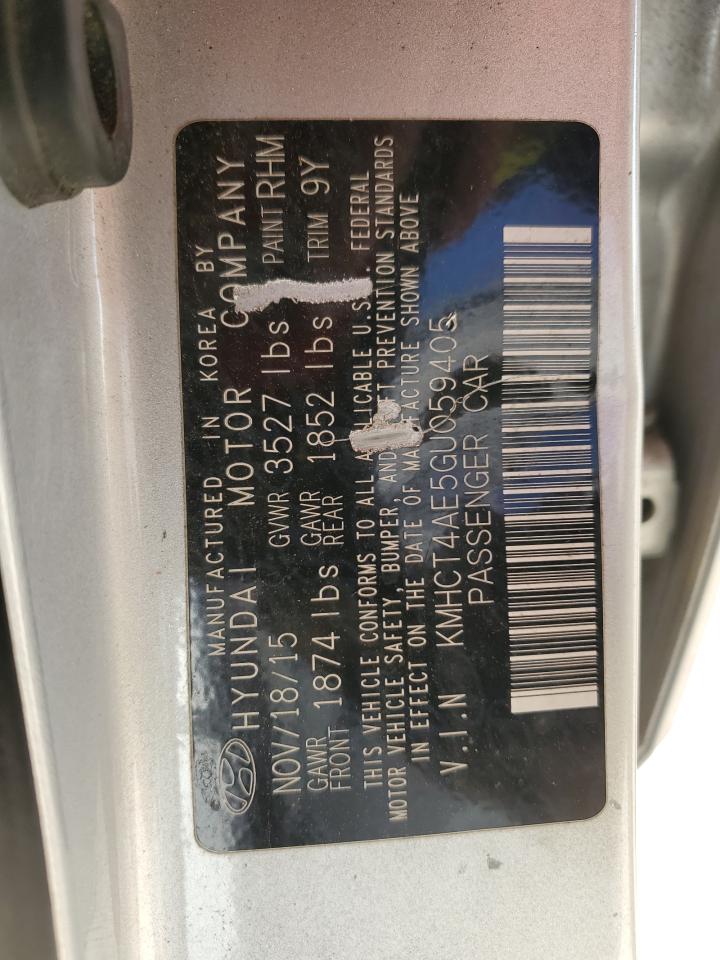 MANUFACTURED IN KOREA BY
HYUNDAI MOTOR COMPANY
NOV/18/15 GVWR 3527 lbs PAINT RHM
GAWR FRONT 1874 lbs GAWR REAR 1852 lbs TRIM 9Y
THIS VEHICLE CONFORMS TO ALL APPLICABLE U.S. FEDERAL
MOTOR VEHICLE SAFETY, BUMPER, AND THEFT PREVENTION STANDARDS
IN EFFECT ON THE DATE OF MANUFACTURE SHOWN ABOVE
V.I.N KMHCT4AE5GU059405
PASSENGER CAR